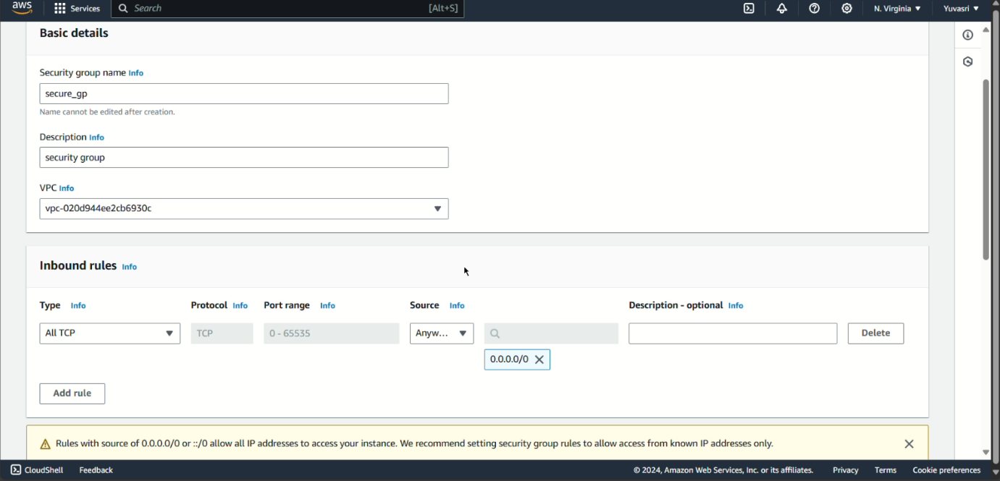 aws Services Search [Alt+S] N. Virginia Yuvasri
Basic details
Security group name Info
secure_gp
Name cannot be edited after creation.
Description Info
security group
VPC Info
vpc-020d944ee2cb6930c
Inbound rules Info
Type Info Protocol Info Port range Info Source Info Description - optional Info
All TCP TCP 0 - 65535 Anyw... Delete
0.0.0.0/0
Add rule
Rules with source of 0.0.0.0/0 or ::/0 allow all IP addresses to access your instance. We recommend setting security group rules to allow access from known IP addresses only.
CloudShell Feedback © 2024, Amazon Web Services, Inc. or its affiliates. Privacy Terms Cookie preferences